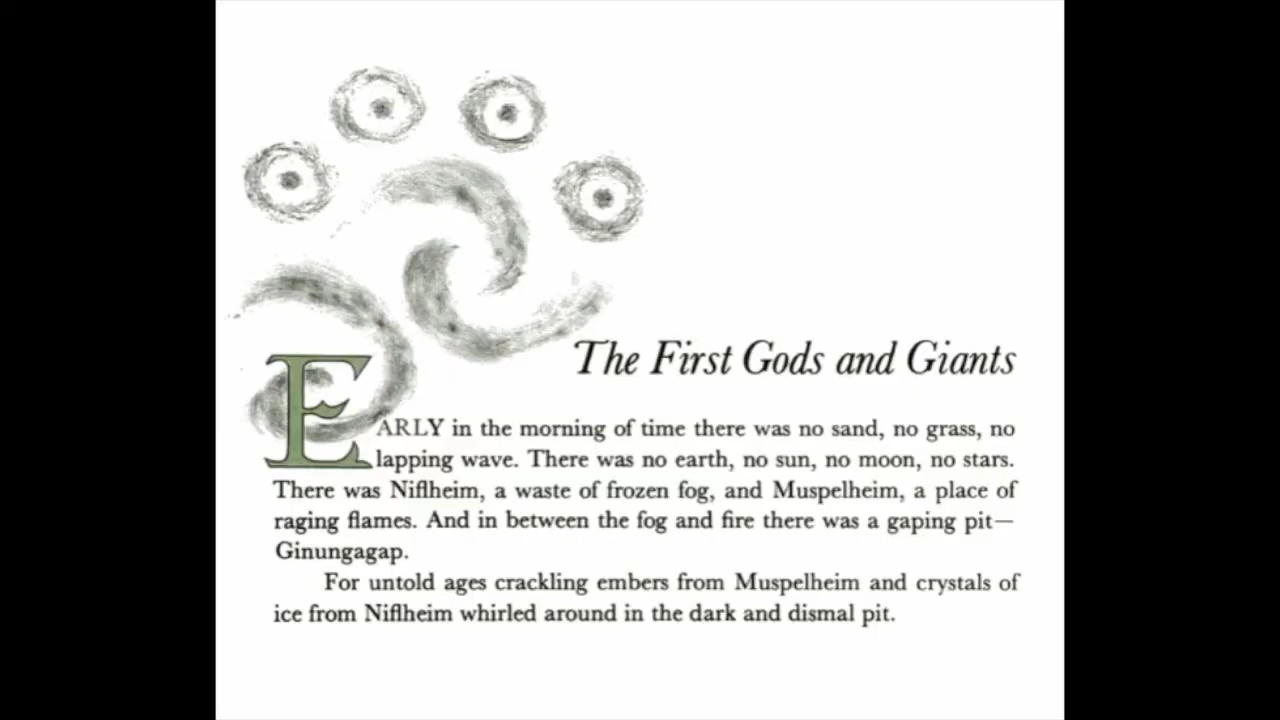 The First Gods and Giants
EARLY in the morning of time there was no sand, no grass, no
lapping wave. There was no earth, no sun, no moon, no stars.
There was Niflheim, a waste of frozen fog, and Muspelheim, a place of
raging flames. And in between the fog and fire there was a gaping pit—
Ginungagap.
For untold ages crackling embers from Muspelheim and crystals of
ice from Niflheim whirled around in the dark and dismal pit.